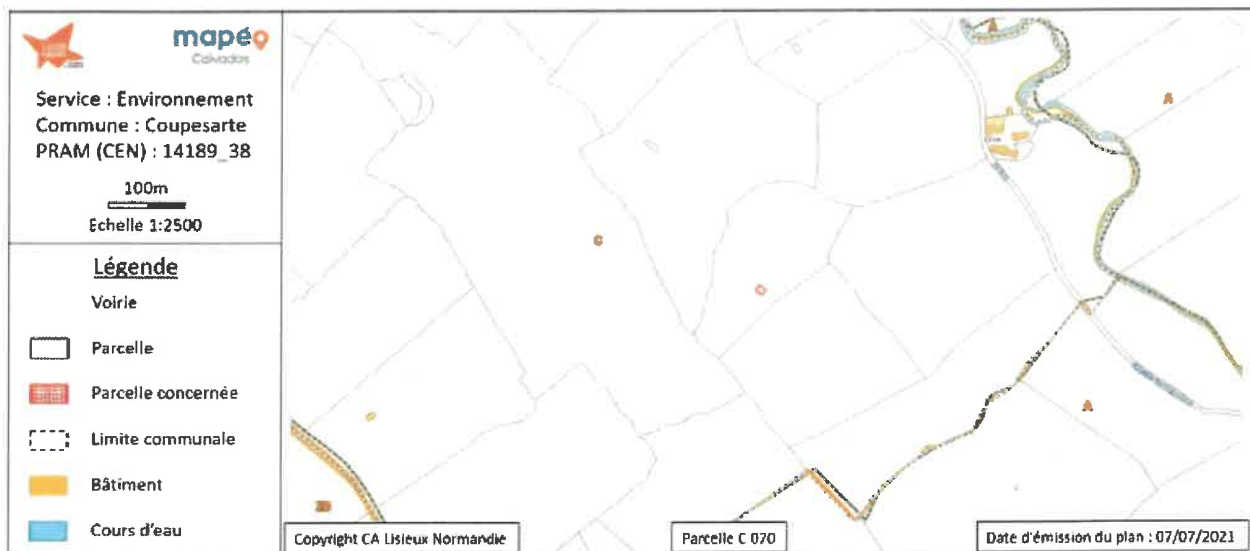 mapéo
Calvados
Service : Environnement
Commune : Coupesarte
PRAM (CEN) : 14189_38
100m
Echelle 1:2500
Légende
Voirie
Parcelle
Parcelle concernée
Limite communale
Bâtiment
Cours d'eau
A
A
C
A
Copyright CA Lisieux Normandie
Parcelle C 070
Date d'émission du plan : 07/07/2021